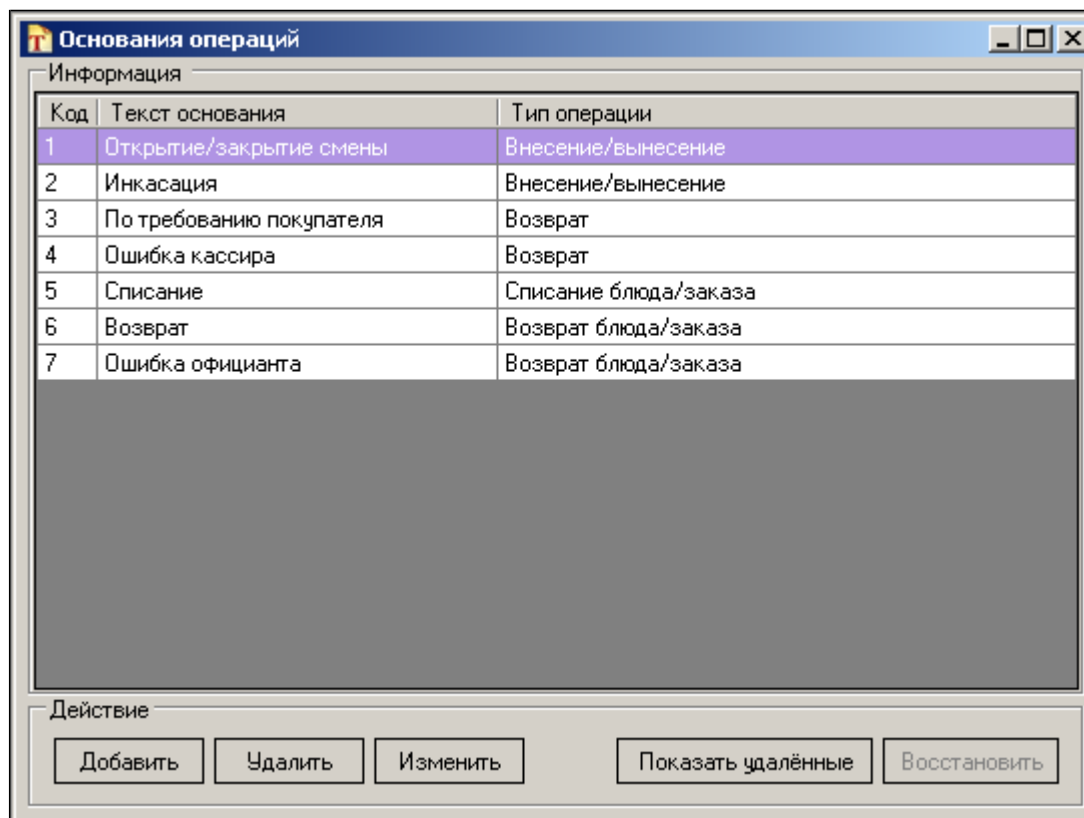 Основания операций
Информация
Код Текст основания Тип операции
1 Открытие/закрытие смены Внесение/вынесение
2 Инкасация Внесение/вынесение
3 По требованию покупателя Возврат
4 Ошибка кассира Возврат
5 Списание Списание блюда/заказа
6 Возврат Возврат блюда/заказа
7 Ошибка официанта Возврат блюда/заказа
Действие
Добавить Удалить Изменить Показать удалённые Восстановить